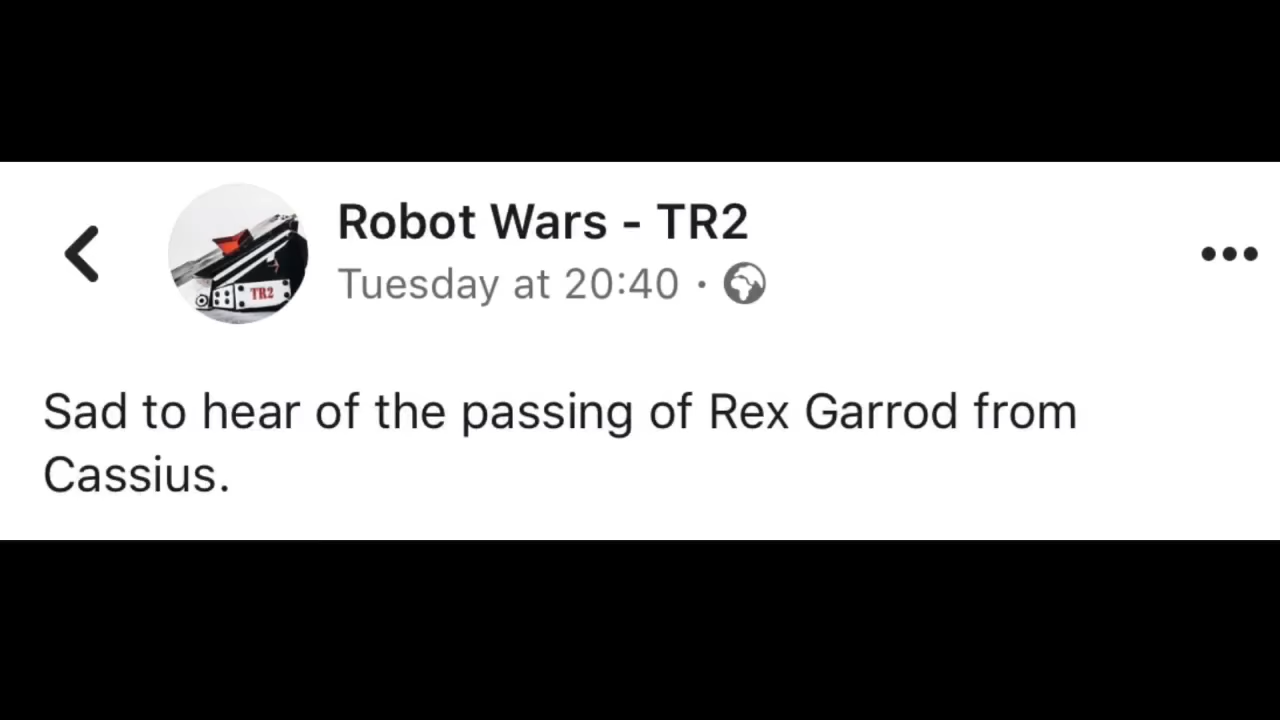 Robot Wars - TR2
Tuesday at 20:40 ·
TR2
Sad to hear of the passing of Rex Garrod from
Cassius.